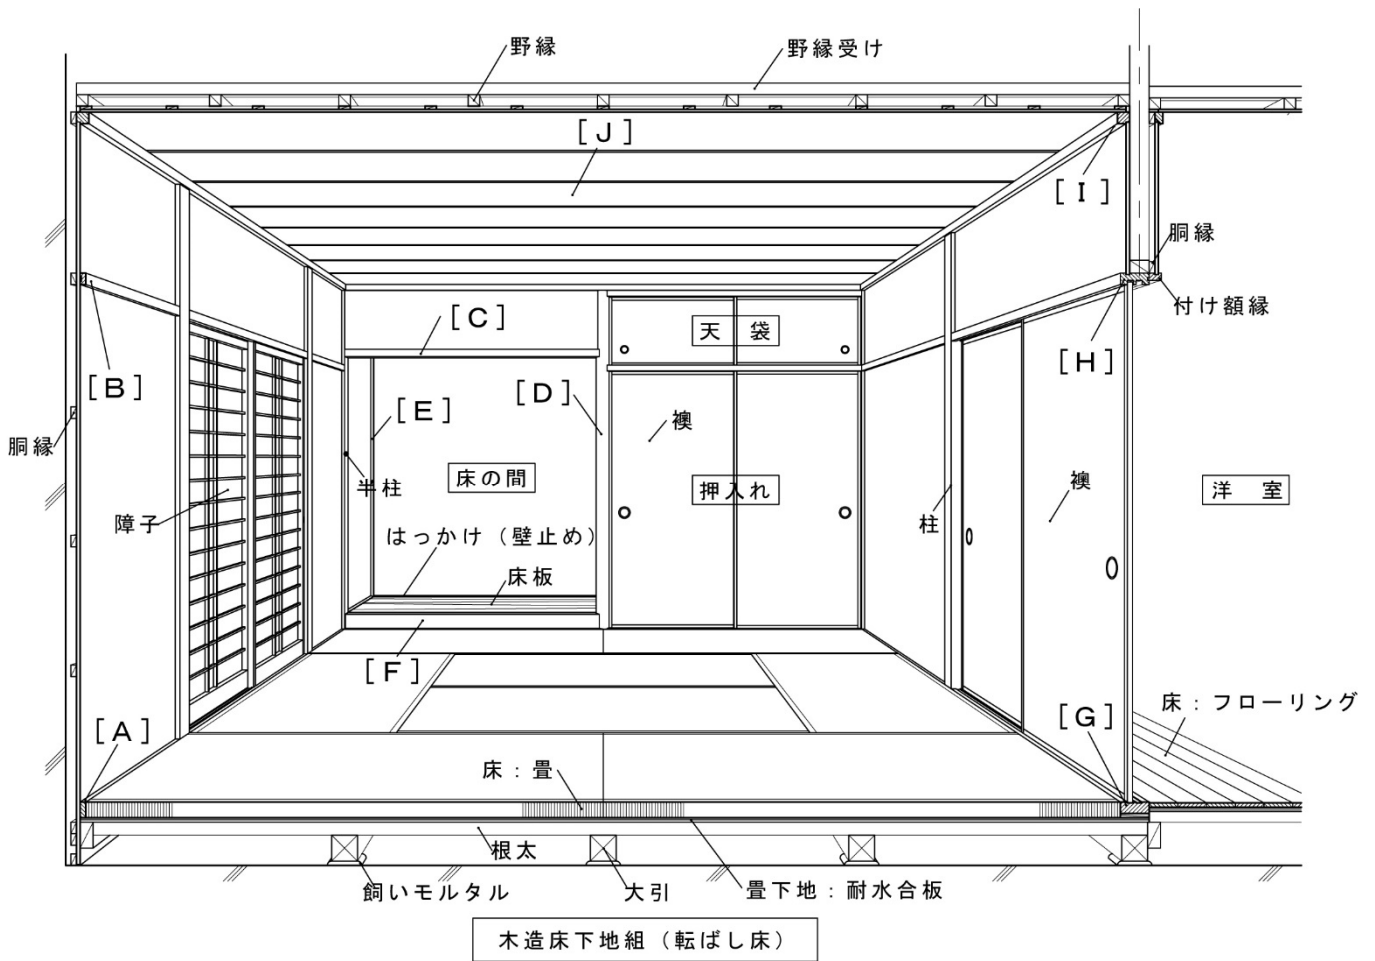 野縁
野縁受け
[J]
[I]
胴縁
付け額縁
[C]
天 袋
[B]
[H]
[E]
[D]
襖
胴縁
半柱
床の間
押入れ
襖
洋 室
障子
はっかけ（壁止め）
柱
床板
[F]
[A]
[G]
床：フローリング
床：畳
根太
飼いモルタル
大引
畳下地：耐水合板
木造床下地組（転ばし床）